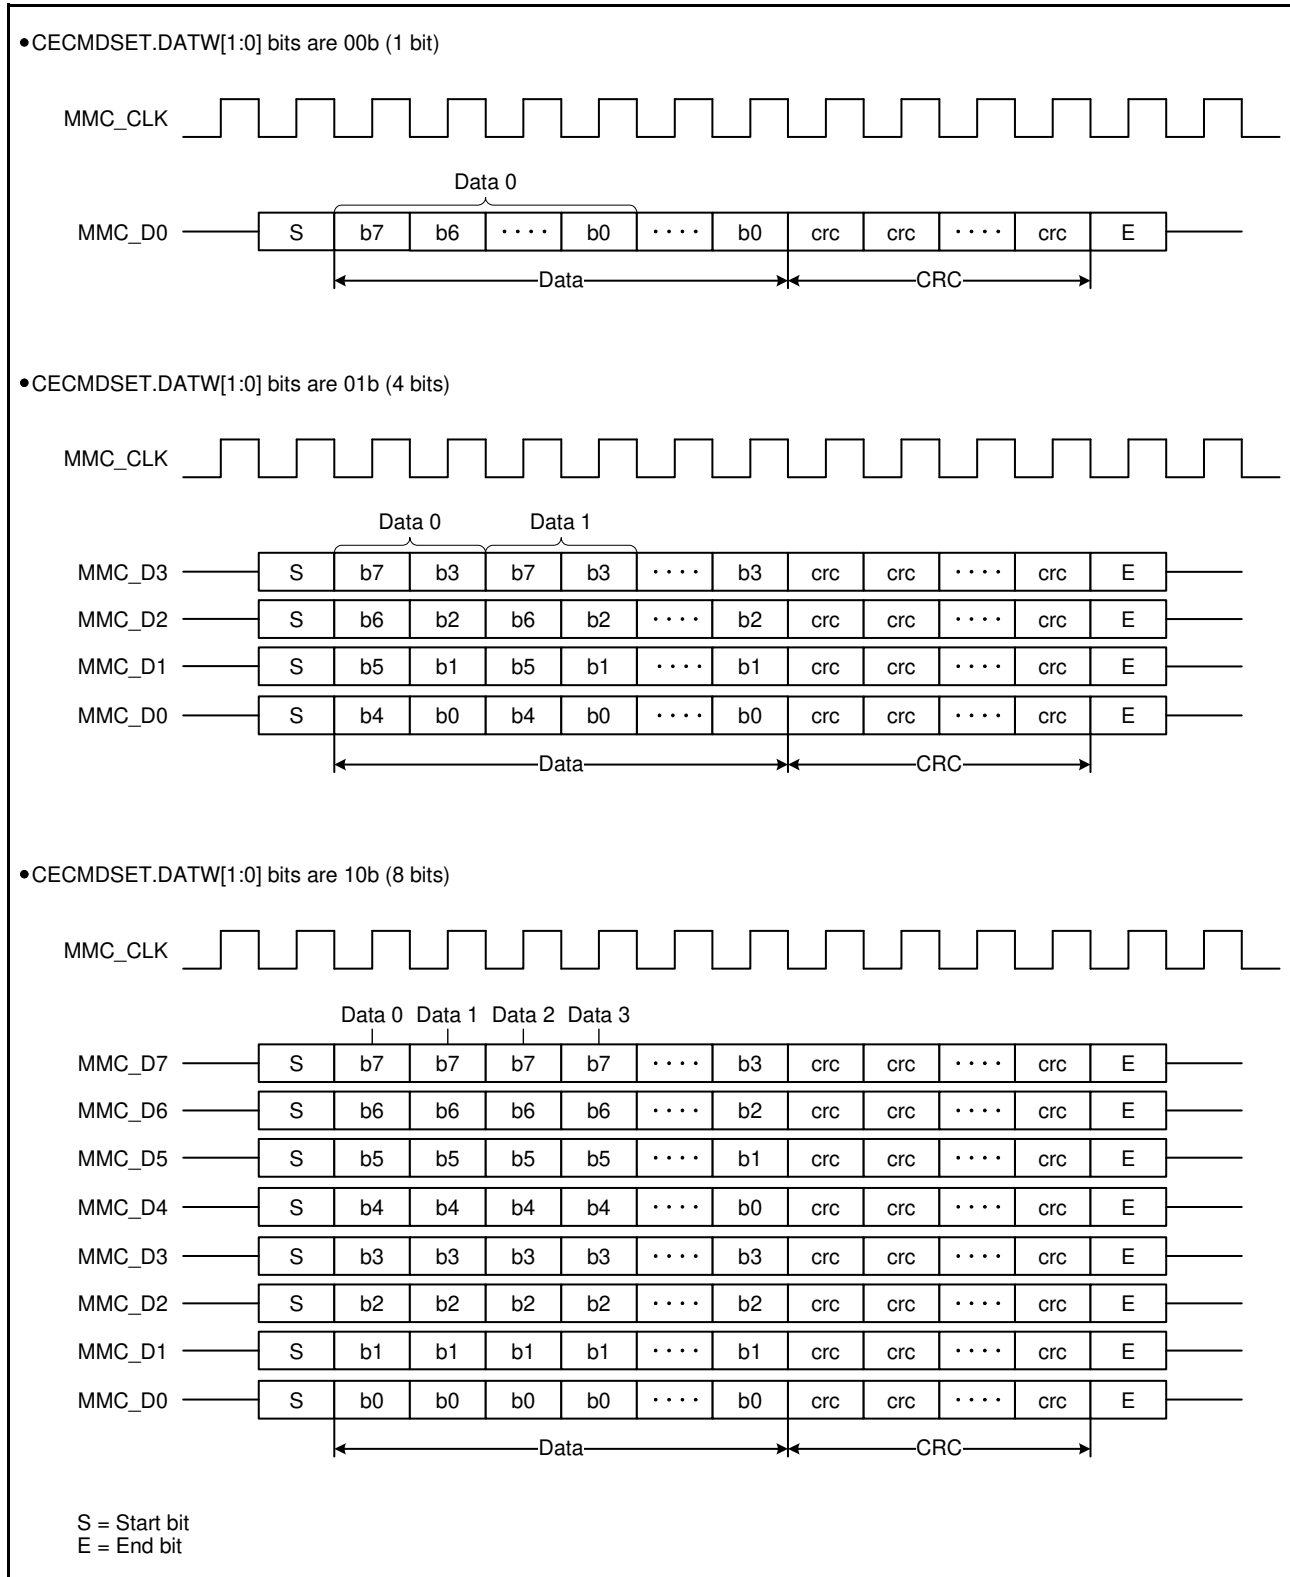 ●CECMDSET.DATW[1:0] bits are 00b (1 bit)
MMC_CLK
Data 0
MMC_D0 S b7 b6 ···· b0 ···· b0 crc crc ···· crc E
Data CRC
●CECMDSET.DATW[1:0] bits are 01b (4 bits)
MMC_CLK
Data 0 Data 1
MMC_D3 S b7 b3 b7 b3 ···· b3 crc crc ···· crc E
MMC_D2 S b6 b2 b6 b2 ···· b2 crc crc ···· crc E
MMC_D1 S b5 b1 b5 b1 ···· b1 crc crc ···· crc E
MMC_D0 S b4 b0 b4 b0 ···· b0 crc crc ···· crc E
Data CRC
●CECMDSET.DATW[1:0] bits are 10b (8 bits)
MMC_CLK
Data 0 Data 1 Data 2 Data 3
MMC_D7 S b7 b7 b7 b7 ···· b3 crc crc ···· crc E
MMC_D6 S b6 b6 b6 b6 ···· b2 crc crc ···· crc E
MMC_D5 S b5 b5 b5 b5 ···· b1 crc crc ···· crc E
MMC_D4 S b4 b4 b4 b4 ···· b0 crc crc ···· crc E
MMC_D3 S b3 b3 b3 b3 ···· b3 crc crc ···· crc E
MMC_D2 S b2 b2 b2 b2 ···· b2 crc crc ···· crc E
MMC_D1 S b1 b1 b1 b1 ···· b1 crc crc ···· crc E
MMC_D0 S b0 b0 b0 b0 ···· b0 crc crc ···· crc E
Data CRC
S = Start bit
E = End bit